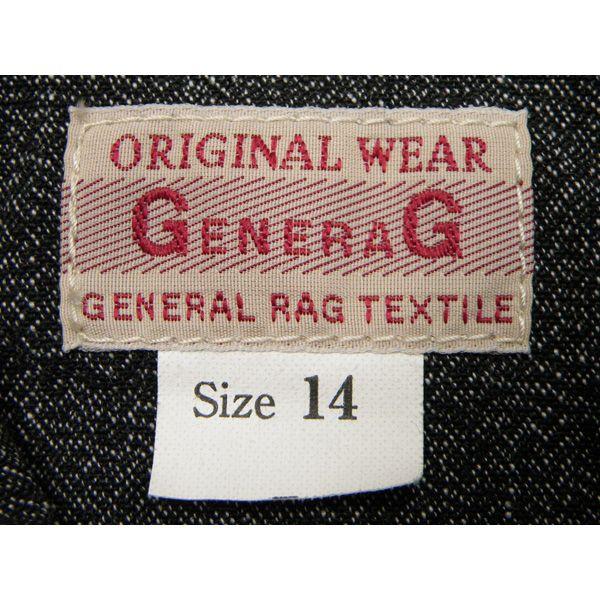 ORIGINAL WEAR
GENERAG
GENERAL RAG TEXTILE
Size 14